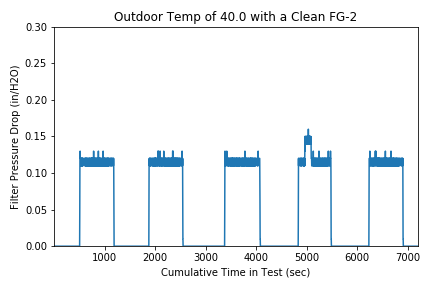 Outdoor Temp of 40.0 with a Clean FG-2
Filter Pressure Drop (in/H2O)
0.30
0.25
0.20
0.15
0.10
0.05
0.00
1000 2000 3000 4000 5000 6000 7000
Cumulative Time in Test (sec)